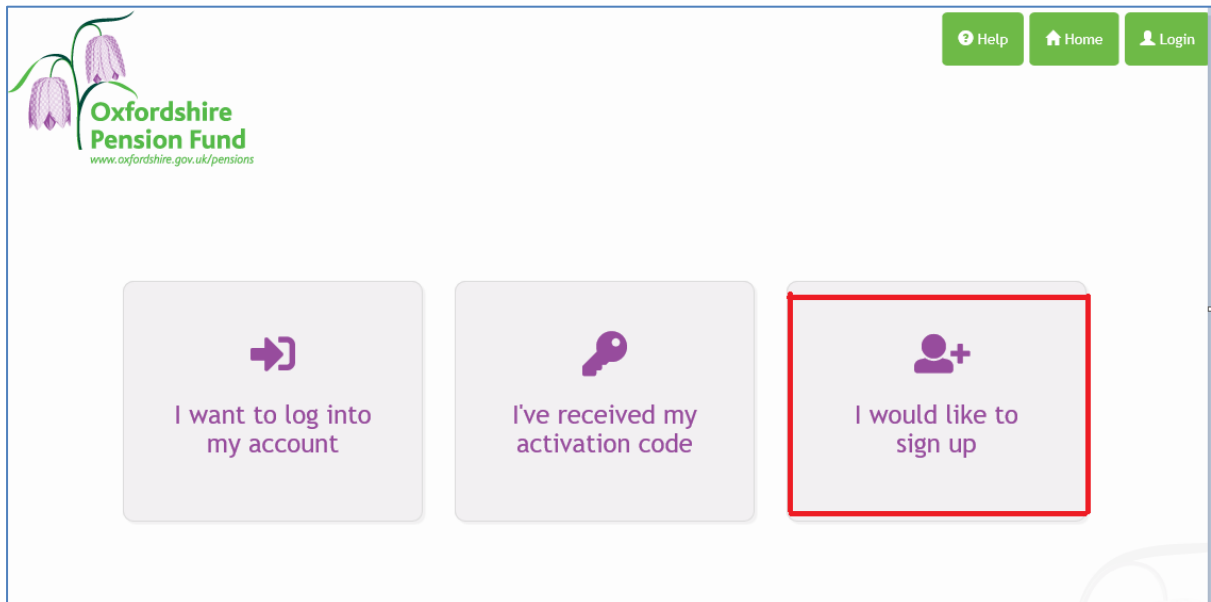 Help
Home
Login
Oxfordshire
Pension Fund
www.oxfordshire.gov.uk/pensions
I want to log into
my account
I've received my
activation code
I would like to
sign up